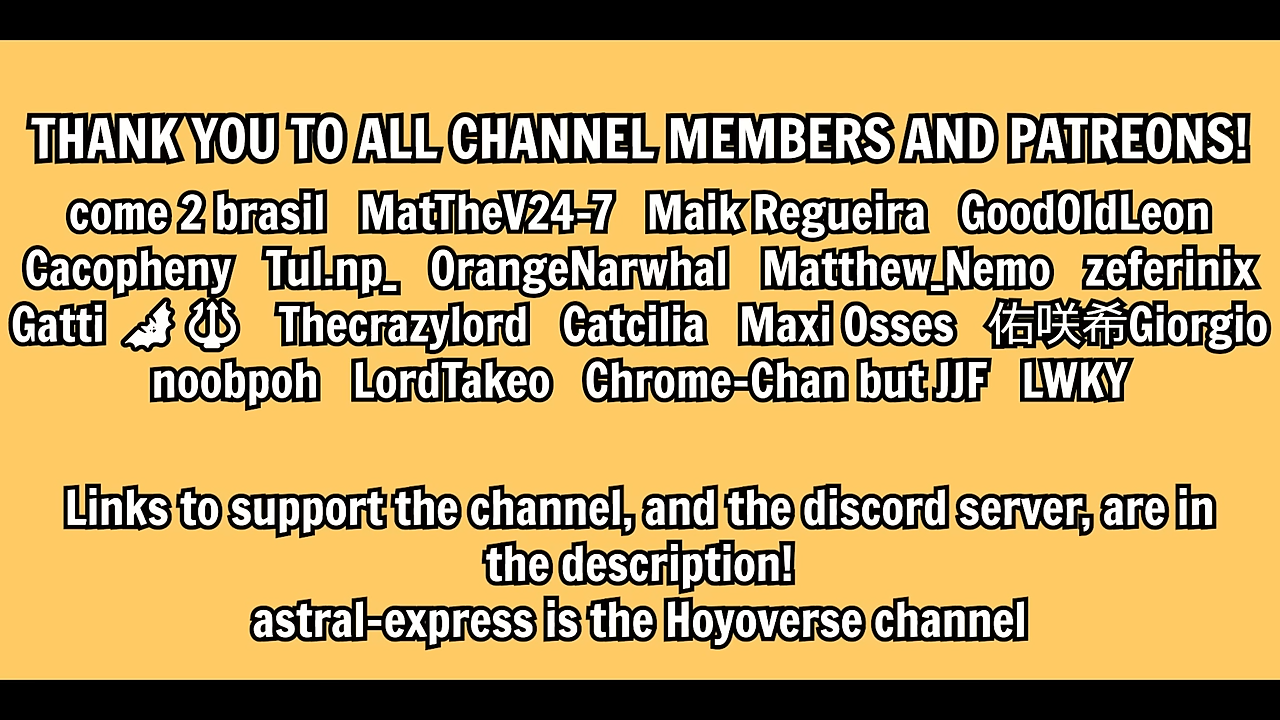 THANK YOU TO ALL CHANNEL MEMBERS AND PATREONS!
come 2 brasil MatTheV24-7 Maik Regueira GoodOldLeon
Cacopheny Tul.np_ OrangeNarwhal Matthew_Nemo zeferinix
Gatti 🦇 🔱 Thecrazylord Catcilia Maxi Osses 佑咲希Giorgio
noobpoh LordTakeo Chrome-Chan but JJF LWKY
Links to support the channel, and the discord server, are in
the description!
astral-express is the Hoyoverse channel